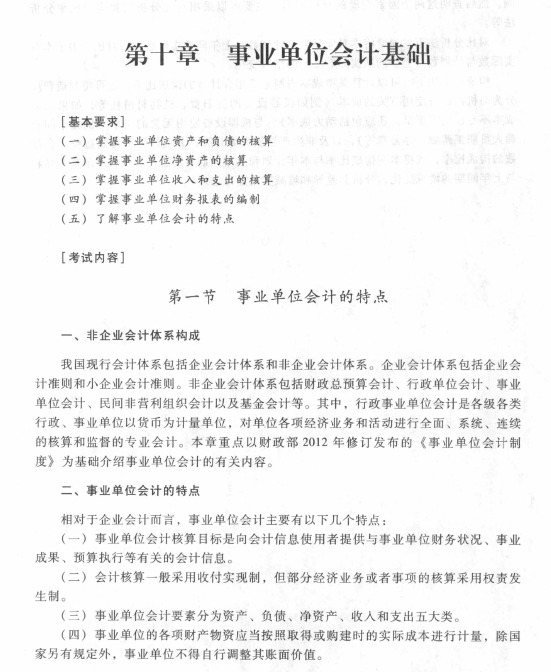 第十章 事业单位会计基础
[基本要求]
(一) 掌握事业单位资产和负债的核算
(二) 掌握事业单位净资产的核算
(三) 掌握事业单位收入和支出的核算
(四) 掌握事业单位财务报表的编制
(五) 了解事业单位会计的特点
[考试内容]
第一节 事业单位会计的特点
一、非企业会计体系构成
我国现行会计体系包括企业会计体系和非企业会计体系。企业会计体系包括企业会
计准则和小企业会计准则。非企业会计体系包括财政总预算会计、行政单位会计、事业
单位会计、民间非营利组织会计以及基金会计等。其中，行政事业单位会计是各级各类
行政、事业单位以货币为计量单位，对单位各项经济业务和活动进行全面、系统、连续
的核算和监督的专业会计。本章重点以财政部 2012 年修订发布的《事业单位会计制
度》为基础介绍事业单位会计的有关内容。
二、事业单位会计的特点
相对于企业会计而言，事业单位会计主要有以下几个特点：
(一) 事业单位会计核算目标是向会计信息使用者提供与事业单位财务状况、事业
成果、预算执行等有关的会计信息。
(二) 会计核算一般采用收付实现制，但部分经济业务或者事项的核算采用权责发
生制。
(三) 事业单位会计要素分为资产、负债、净资产、收入和支出五大类。
(四) 事业单位的各项财产物资应当按照取得或购建时的实际成本进行计量，除国
家另有规定外，事业单位不得自行调整其账面价值。